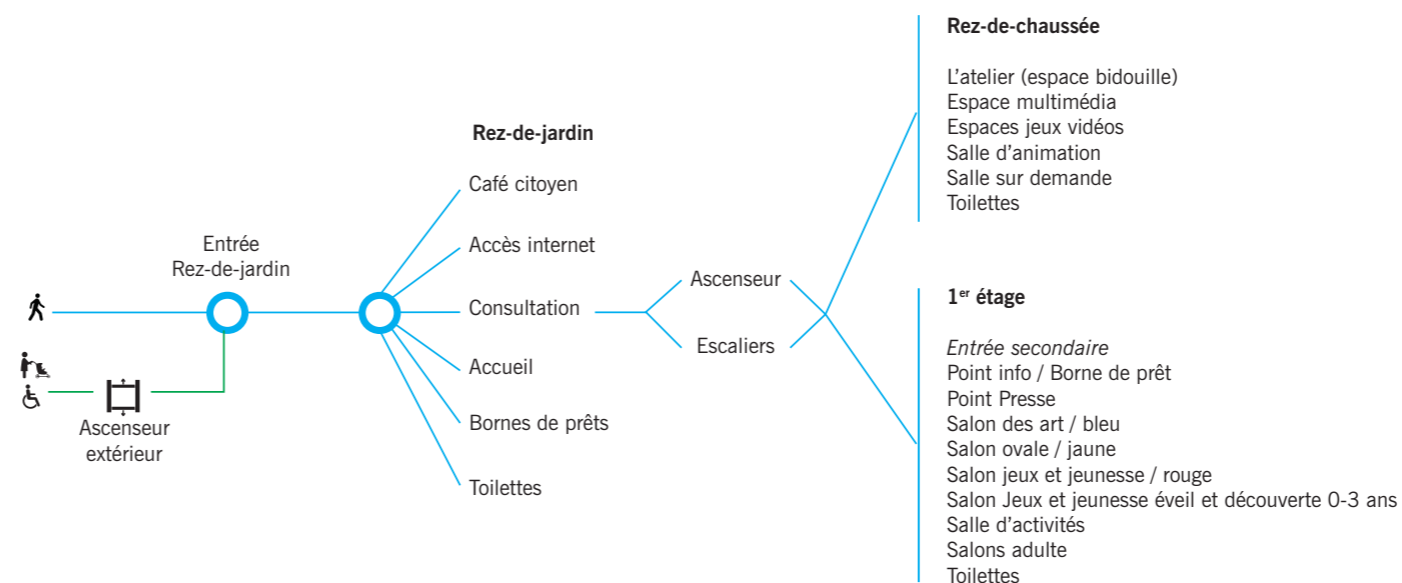 Entrée
Rez-de-jardin
Ascenseur
extérieur
Rez-de-jardin
Café citoyen
Accès internet
Consultation
Accueil
Bornes de prêts
Toilettes
Ascenseur
Escaliers
Rez-de-chaussée
L'atelier (espace bidouille)
Espace multimédia
Espaces jeux vidéos
Salle d'animation
Salle sur demande
Toilettes
1er étage
Entrée secondaire
Point info / Borne de prêt
Point Presse
Salon des art / bleu
Salon ovale / jaune
Salon jeux et jeunesse / rouge
Salon Jeux et jeunesse éveil et découverte 0-3 ans
Salle d'activités
Salons adulte
Toilettes